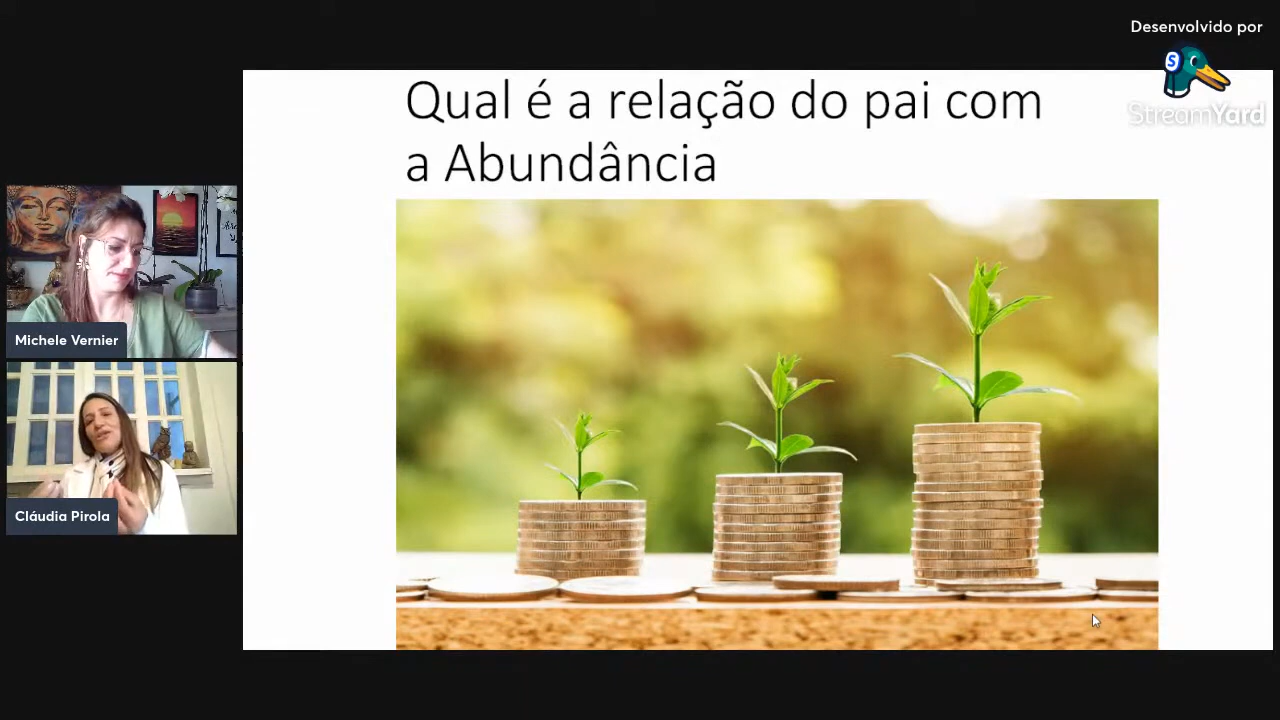 Desenvolvido por
StreamYard
Qual é a relação do pai com
a Abundância
Michele Vernier
Cláudia Pirola